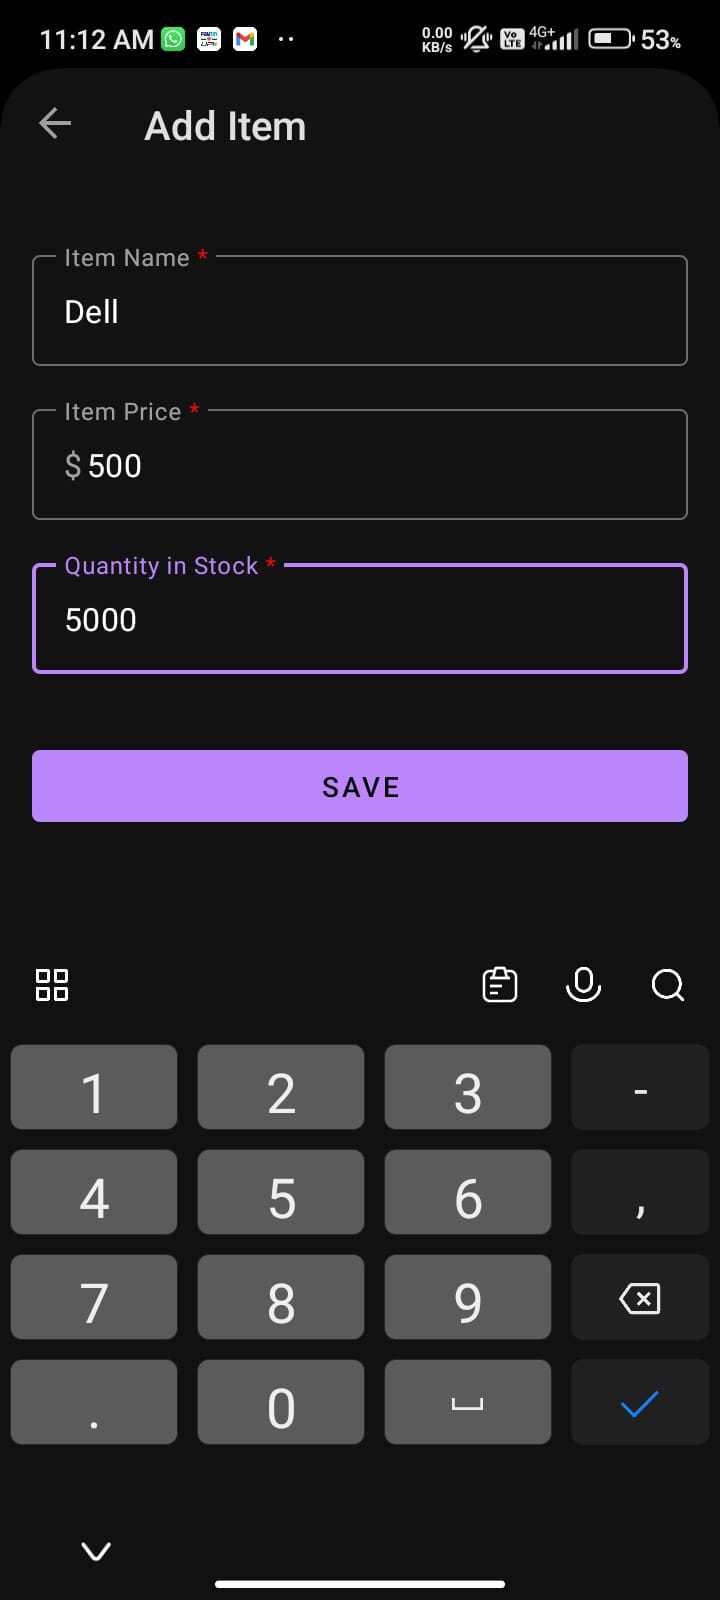 11:12 AM
0.00 KB/s
Vo LTE
4G+
53%
Add Item
Item Name *
Dell
Item Price *
$ 500
Quantity in Stock *
5000
SAVE
1 2 3 -
4 5 6 ,
7 8 9
. 0